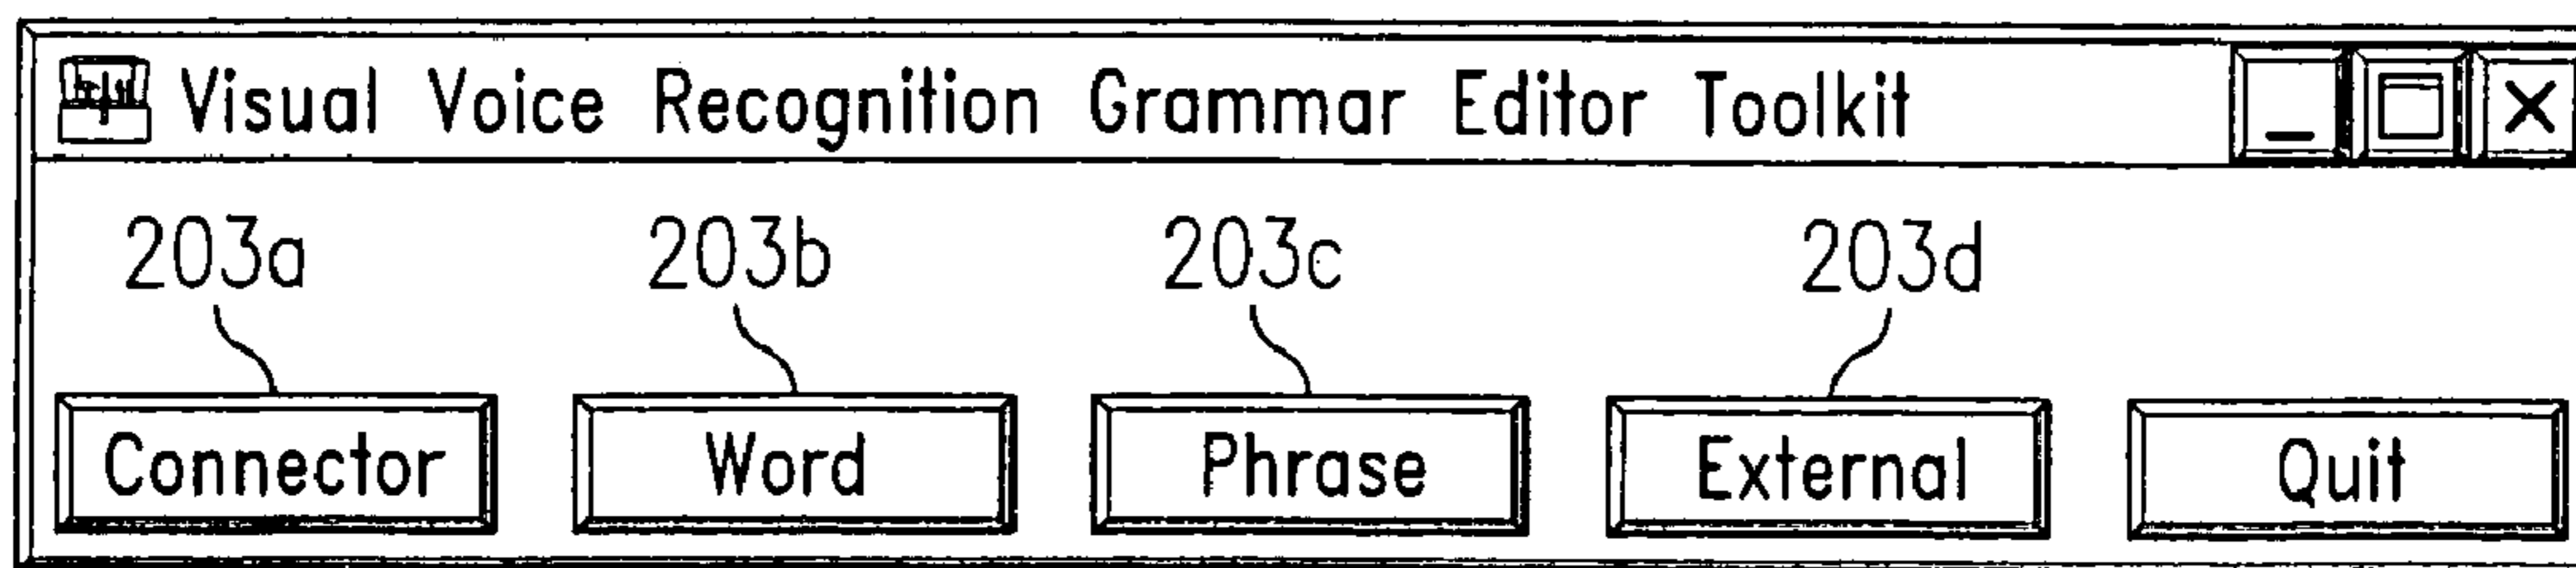 Visual Voice Recognition Grammar Editor Toolkit
203a 203b 203c 203d
Connector Word Phrase External Quit